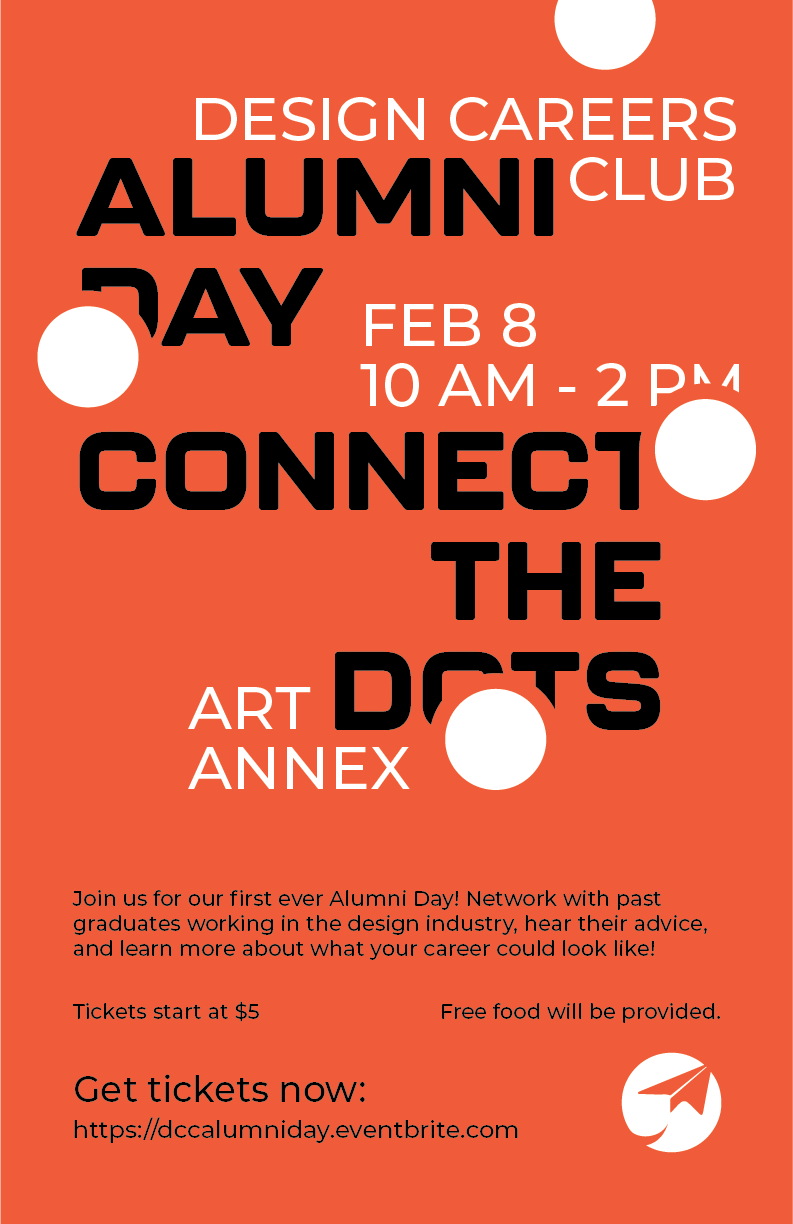 DESIGN CAREERS
CLUB
ALUMNI
DAY
FEB 8
10 AM - 2 PM
CONNECT
THE
DOTS
ART
ANNEX
Join us for our first ever Alumni Day! Network with past
graduates working in the design industry, hear their advice,
and learn more about what your career could look like!
Tickets start at $5
Free food will be provided.
Get tickets now:
https://dccalumniday.eventbrite.com